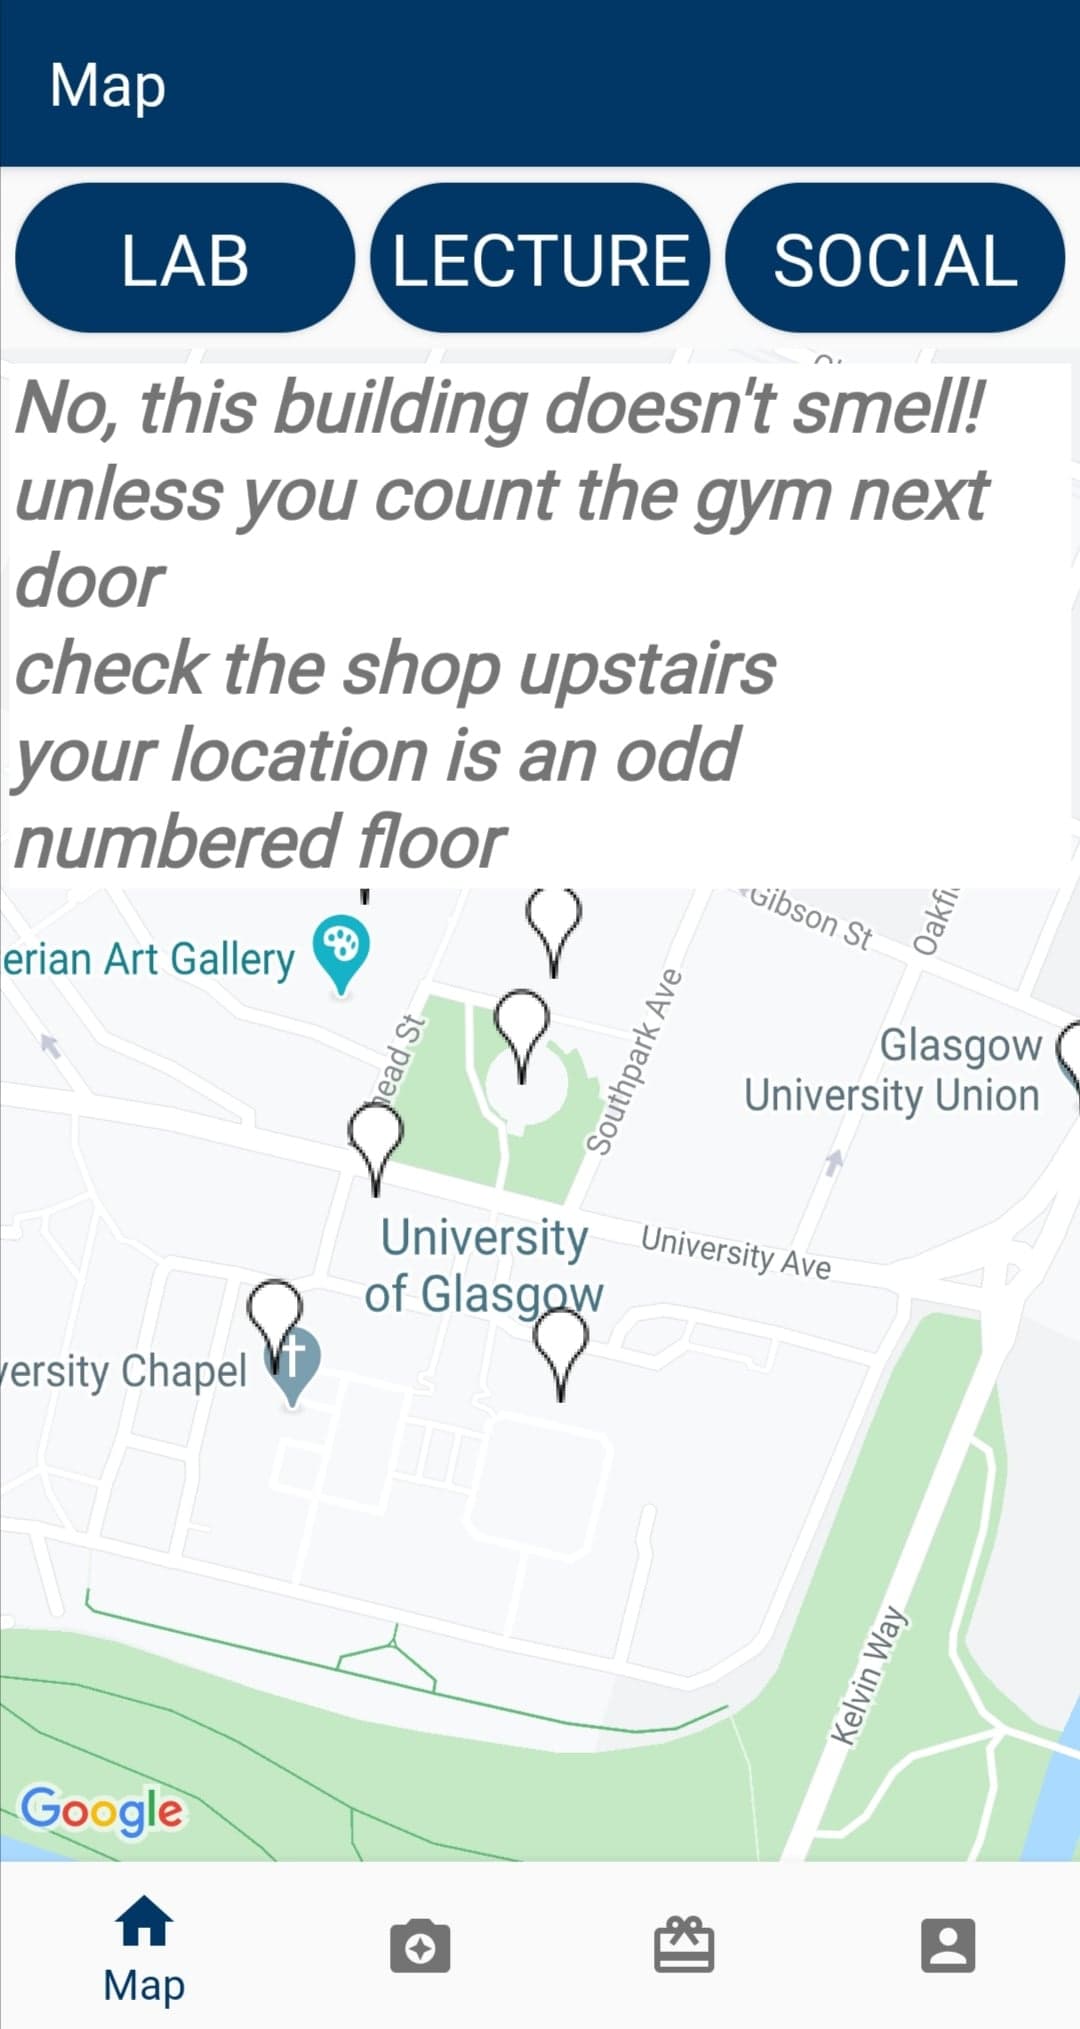 Map
LAB
LECTURE
SOCIAL
No, this building doesn't smell!
unless you count the gym next
door
check the shop upstairs
your location is an odd
numbered floor
Gibson St
Oakfi
erian Art Gallery
head St
Southpark Ave
Glasgow
University Union
University
of Glasgow
University Ave
versity Chapel
Kelvin Way
Google
Map